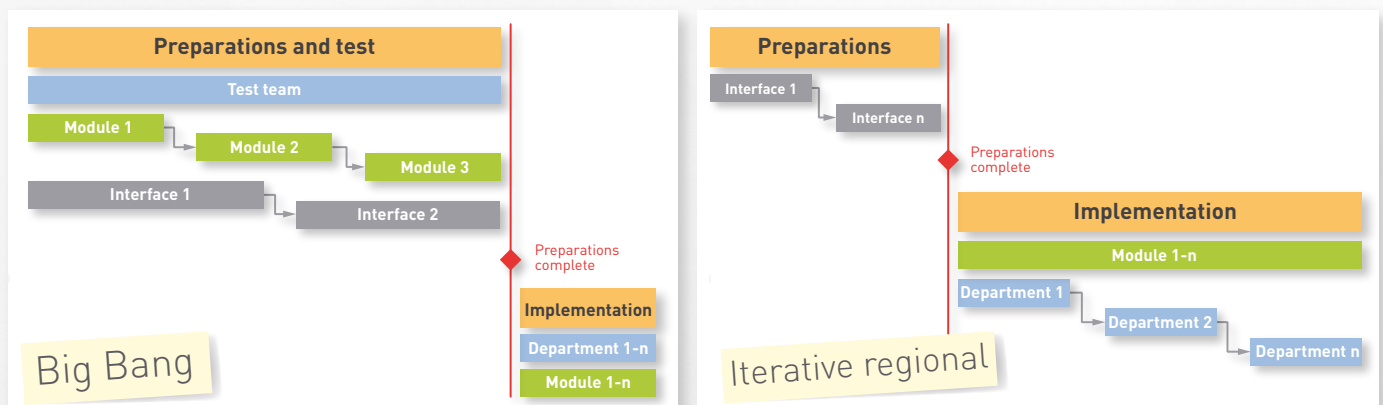 Preparations and test
Test team
Module 1
Module 2
Module 3
Interface 1
Interface 2
Preparations
complete
Implementation
Department 1-n
Module 1-n
Big Bang
Preparations
Interface 1
Interface n
Preparations
complete
Implementation
Module 1-n
Department 1
Department 2
Department n
Iterative regional